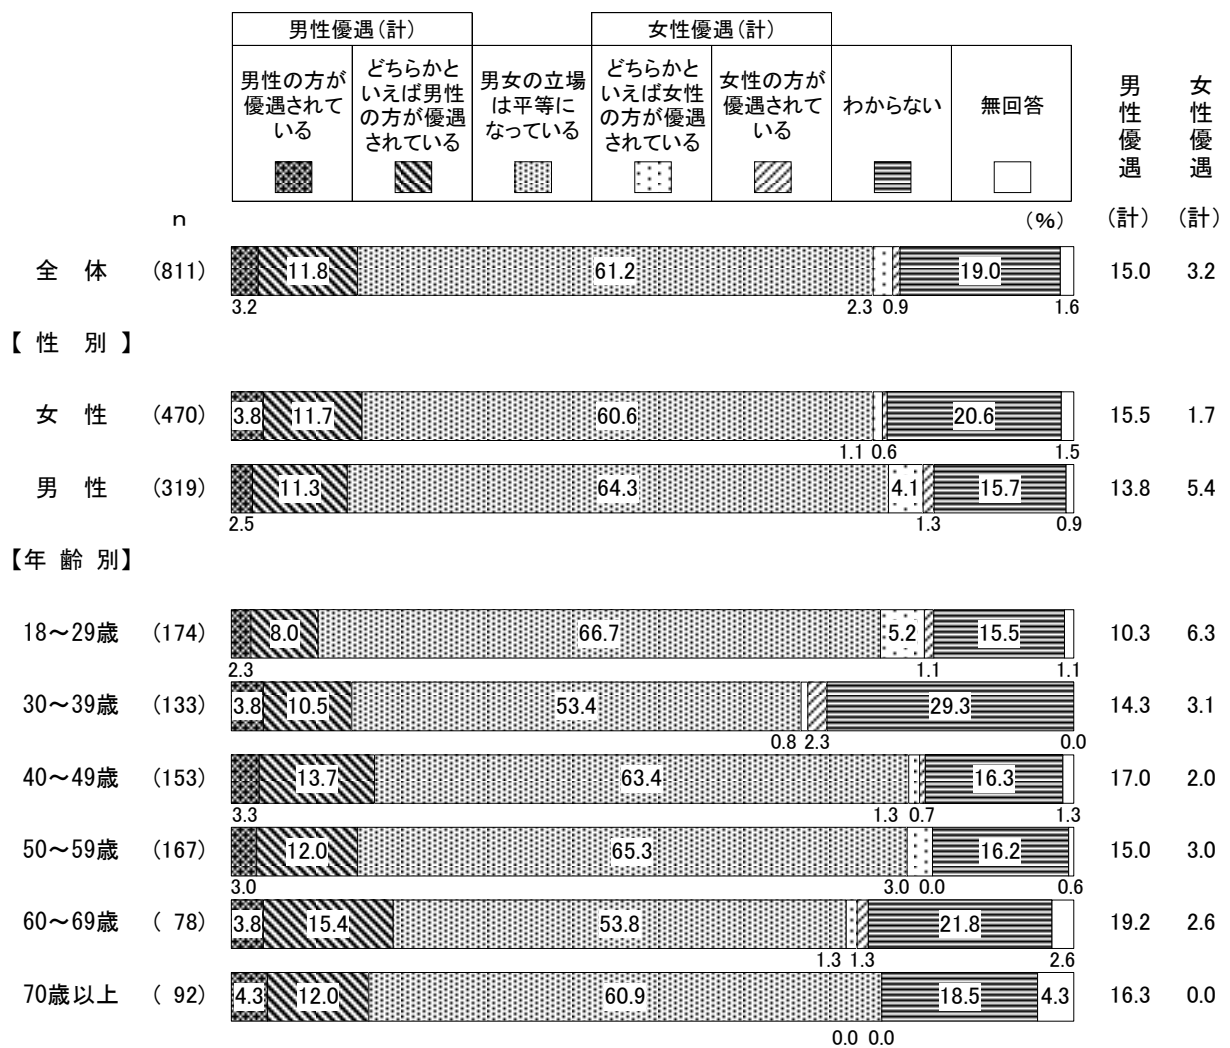 男性優遇(計) 女性優遇(計)
男性の方が
優遇されて
いる
どちらかと
いえば男性
の方が優遇
されている
男女の立場
は平等に
なっている
どちらかと
いえば女性
の方が優遇
されている
女性の方が
優遇されて
いる
わからない
無回答
男性優遇
(計)
女性優遇
(計)
n (%)
全体 (811) 11.8 61.2 19.0 15.0 3.2
3.2 2.3 0.9 1.6
【性別】
女性 (470) 3.8 11.7 60.6 20.6 15.5 1.7
1.1 0.6 1.5
男性 (319) 11.3 64.3 4.1 15.7 13.8 5.4
2.5 1.3 0.9
【年齢別】
18～29歳 (174) 8.0 66.7 5.2 15.5 10.3 6.3
2.3 1.1 1.1
30～39歳 (133) 3.8 10.5 53.4 29.3 14.3 3.1
0.8 2.3 0.0
40～49歳 (153) 13.7 63.4 16.3 17.0 2.0
3.3 1.3 0.7 1.3
50～59歳 (167) 12.0 65.3 16.2 15.0 3.0
3.0 3.0 0.0 0.6
60～69歳 ( 78) 3.8 15.4 53.8 21.8 19.2 2.6
1.3 1.3 2.6
70歳以上 ( 92) 4.3 12.0 60.9 18.5 4.3 16.3 0.0
0.0 0.0